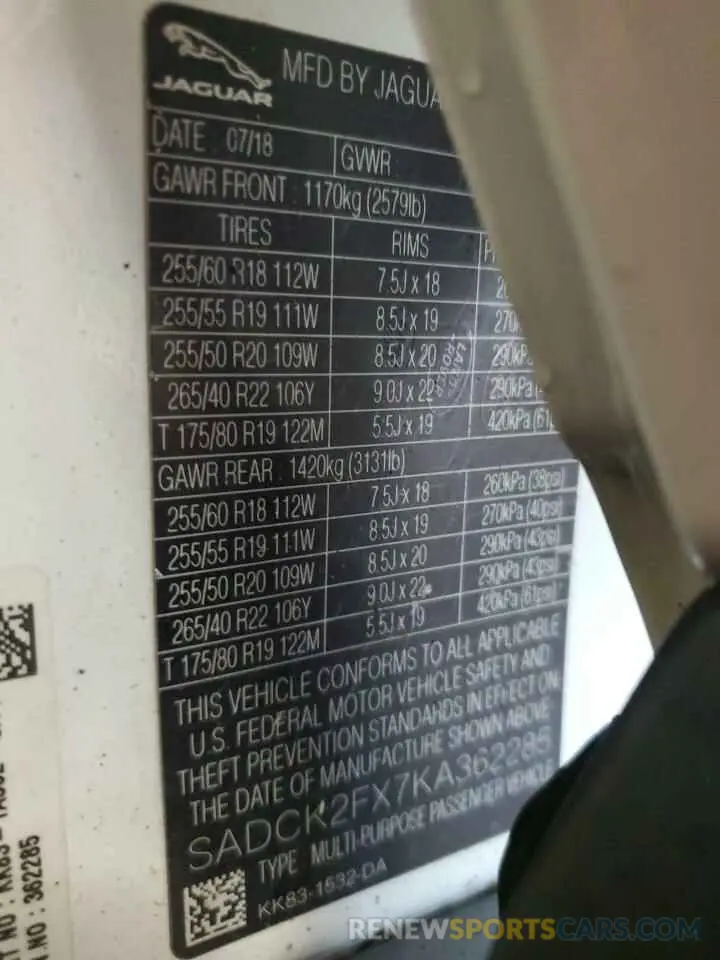 JAGUAR
MFD BY JAGUA
DATE : 07/18
GVWR
GAWR FRONT : 1170kg (2579lb)
TIRES RIMS
255/60 R18 112W 7.5J x 18
255/55 R19 111W 8.5J x 19 270
255/50 R20 109W 8.5J x 20 290kP
265/40 R22 106Y 9.0J x 22 290kPa
T 175/80 R19 122M 5.5J x 19 420kPa (61
GAWR REAR : 1420kg (3131lb)
255/60 R18 112W 7.5J x 18 260kPa (38psi)
255/55 R19 111W 8.5J x 19 270kPa (40psi)
255/50 R20 109W 8.5J x 20 290kPa (43psi)
265/40 R22 106Y 9.0J x 22 290kPa (43psi)
T 175/80 R19 122M 5.5J x 19 420kPa (61psi)
THIS VEHICLE CONFORMS TO ALL APPLICABLE
U.S. FEDERAL MOTOR VEHICLE SAFETY AND
THEFT PREVENTION STANDARDS IN EFFECT ON
THE DATE OF MANUFACTURE SHOWN ABOVE
SADCK2FX7KA362285
TYPE MULTI-PURPOSE PASSENGER VEHICLE
KK83-1532-DA
.NO : 362285
RENEWSPORTSCARS.COM